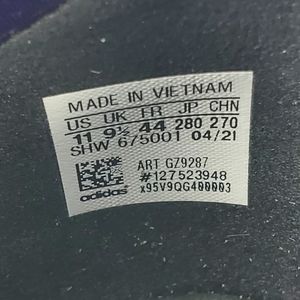 MADE IN VIETNAM
US UK FR JP CHN
11 9½ 44 280 270
SHW 675001 04/21
ART GZ9287
#127523948
x95V9QG400003
adidas